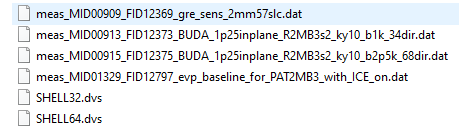 meas_MID00909_FID12369_gre_sens_2mm57slc.dat
meas_MID00913_FID12373_BUDA_1p25inplane_R2MB3s2_ky10_b1k_34dir.dat
meas_MID00915_FID12375_BUDA_1p25inplane_R2MB3s2_ky10_b2p5k_68dir.dat
meas_MID01329_FID12797_evp_baseline_for_PAT2MB3_with_ICE_on.dat
SHELL32.dvs
SHELL64.dvs